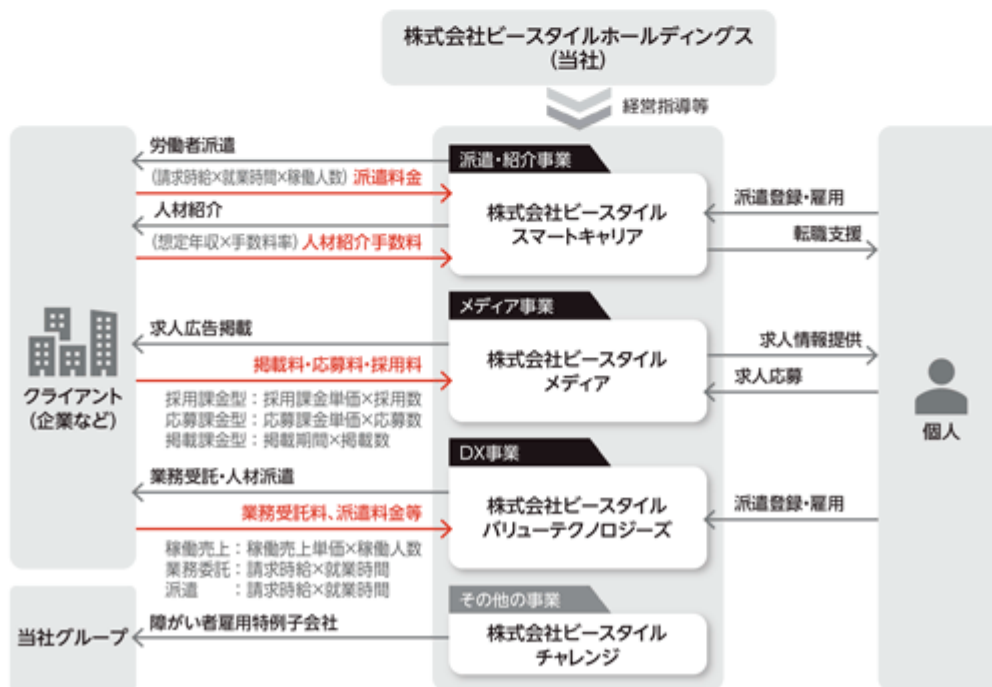 株式会社ビースタイルホールディングス
(当社)
経営指導等
労働者派遣
(請求時給×就業時間×稼働人数) 派遣料金
人材紹介
(想定年収×手数料率) 人材紹介手数料
派遣・紹介事業
株式会社ビースタイル
スマートキャリア
派遣登録・雇用
転職支援
求人広告掲載
掲載料・応募料・採用料
採用課金型:採用課金単価×採用数
応募課金型:応募課金単価×応募数
掲載課金型:掲載期間×掲載数
メディア事業
株式会社ビースタイル
メディア
求人情報提供
求人応募
クライアント
(企業など)
個人
業務受託・人材派遣
業務受託料、派遣料金等
稼働売上:稼働売上単価×稼働人数
業務委託:請求時給×就業時間
派遣 :請求時給×就業時間
DX事業
株式会社ビースタイル
バリューテクノロジーズ
派遣登録・雇用
当社グループ
障がい者雇用特例子会社
その他の事業
株式会社ビースタイル
チャレンジ